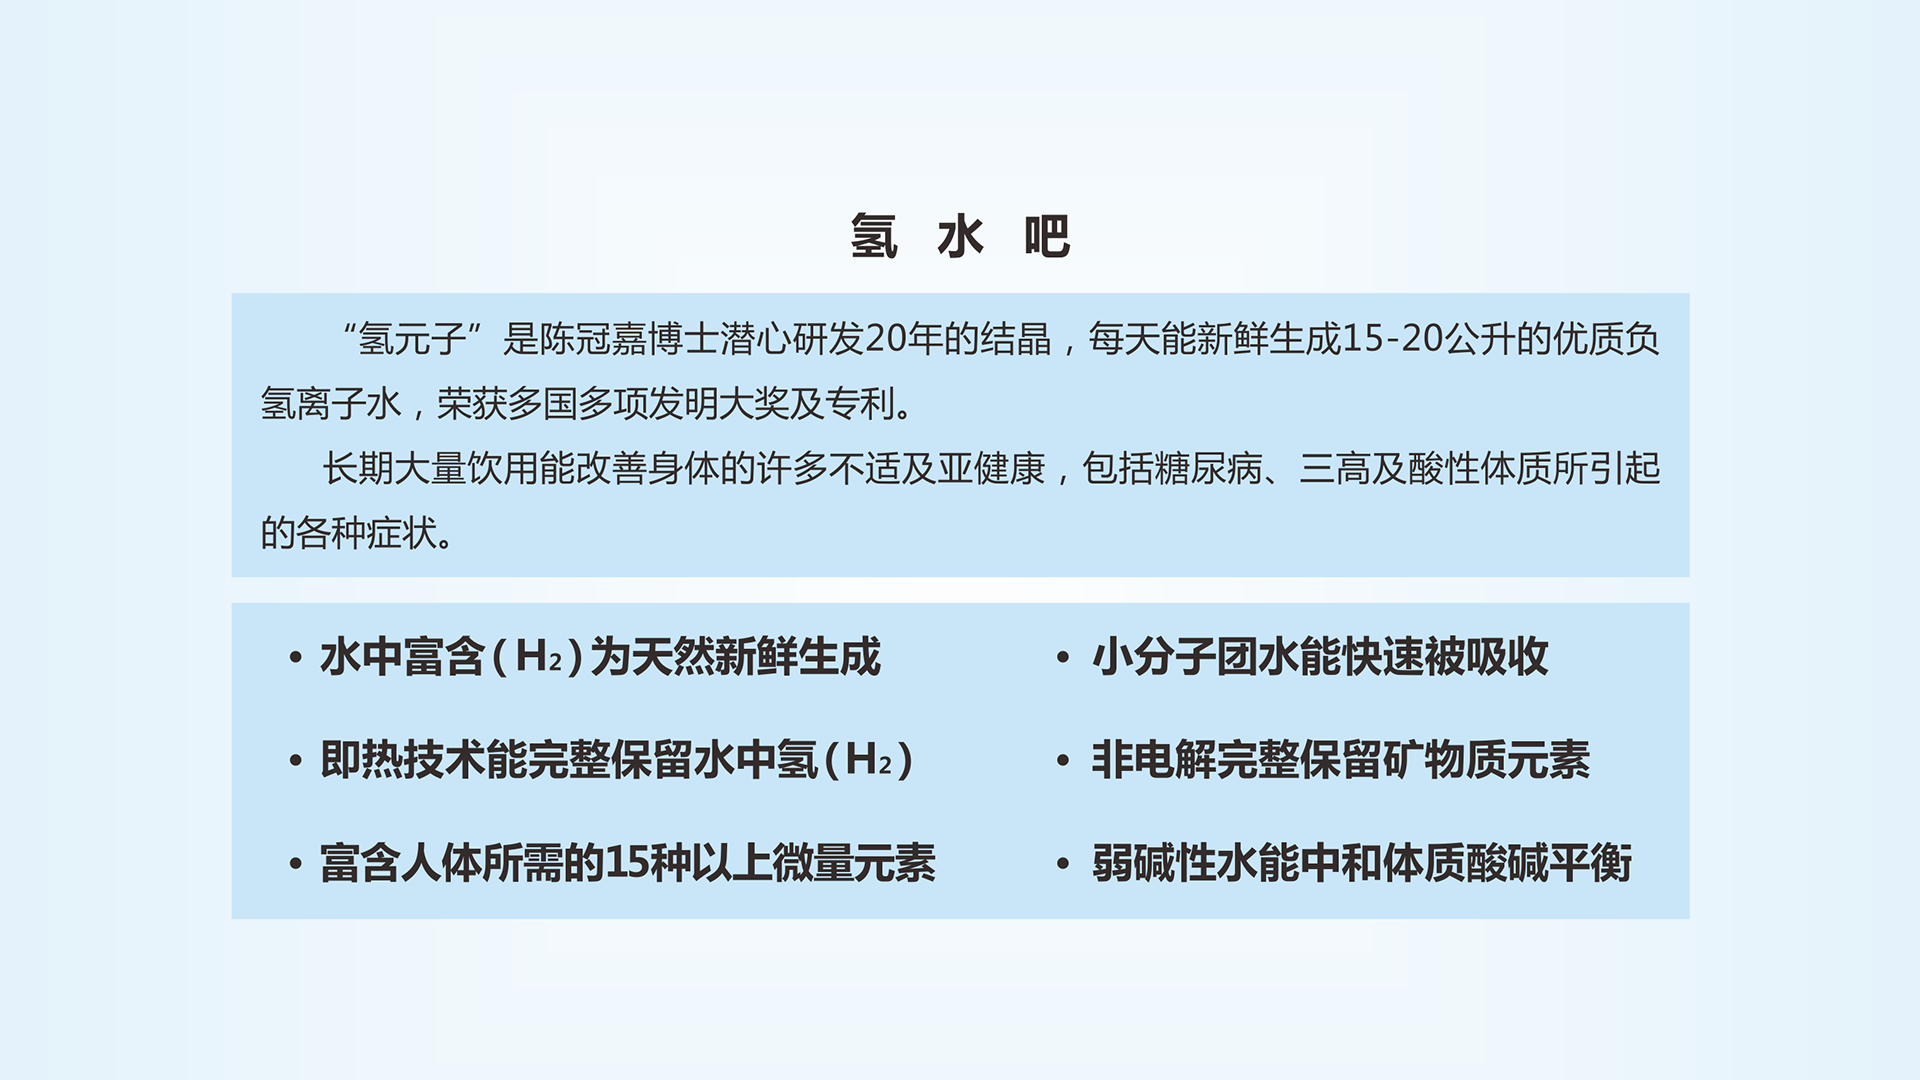 氢 水 吧
“氢元子”是陈冠嘉博士潜心研发20年的结晶，每天能新鲜生成15-20公升的优质负
氢离子水，荣获多国多项发明大奖及专利。
长期大量饮用能改善身体的许多不适及亚健康，包括糖尿病、三高及酸性体质所引起
的各种症状。
• 水中富含(H₂)为天然新鲜生成
• 小分子团水能快速被吸收
• 即热技术能完整保留水中氢(H₂)
• 非电解完整保留矿物质元素
• 富含人体所需的15种以上微量元素
• 弱碱性水能中和体质酸碱平衡